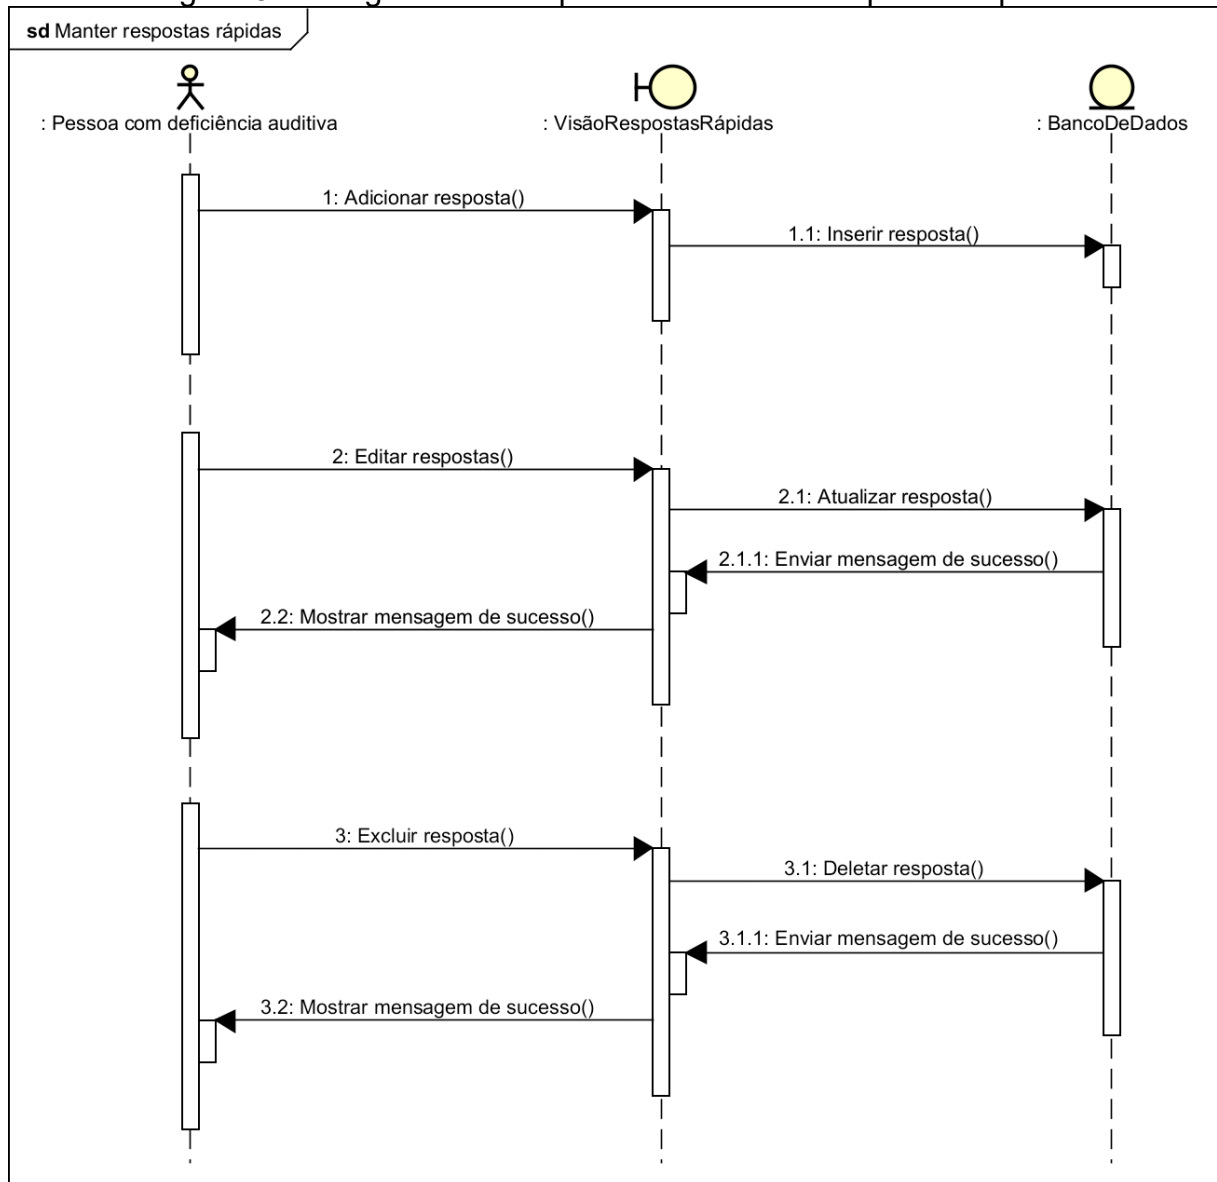 sd Manter respostas rápidas
: Pessoa com deficiência auditiva
: VisãoRespostasRápidas
: BancoDeDados
1: Adicionar resposta()
1.1: Inserir resposta()
2: Editar respostas()
2.1: Atualizar resposta()
2.1.1: Enviar mensagem de sucesso()
2.2: Mostrar mensagem de sucesso()
3: Excluir resposta()
3.1: Deletar resposta()
3.1.1: Enviar mensagem de sucesso()
3.2: Mostrar mensagem de sucesso()